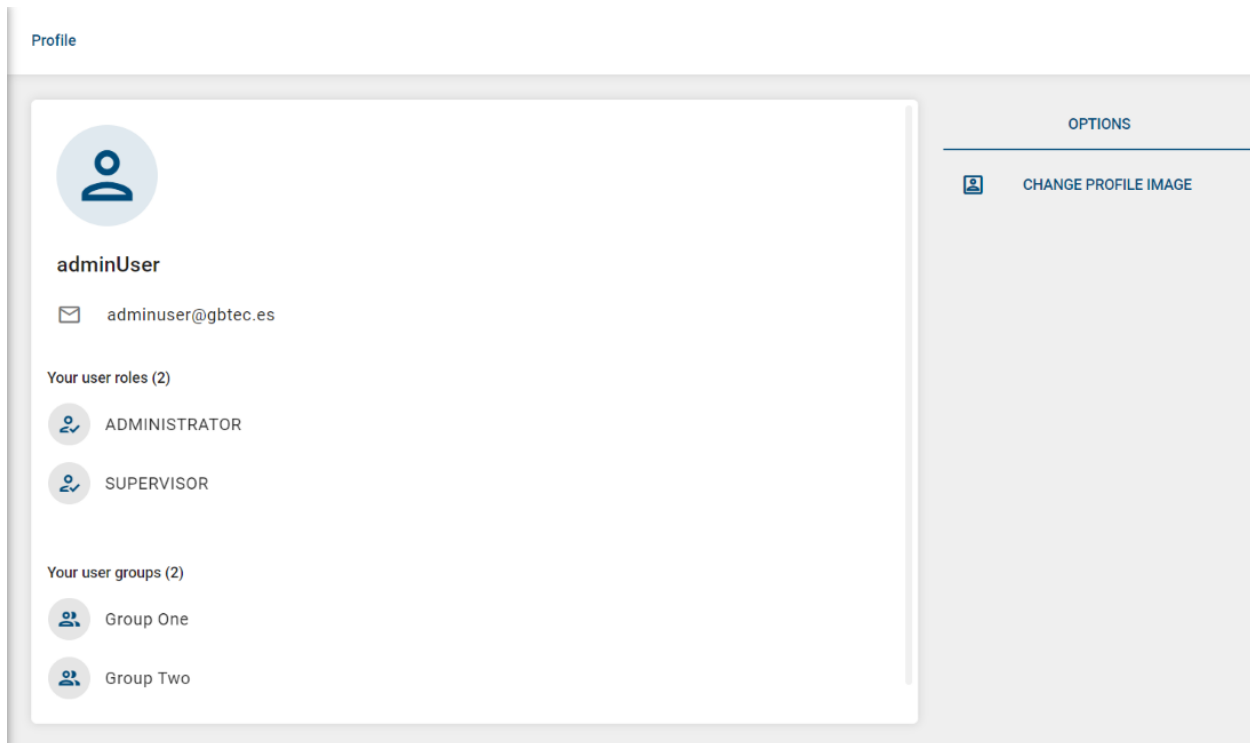 Profile
adminUser
adminuser@gbtec.es
Your user roles (2)
ADMINISTRATOR
SUPERVISOR
Your user groups (2)
Group One
Group Two
OPTIONS
CHANGE PROFILE IMAGE